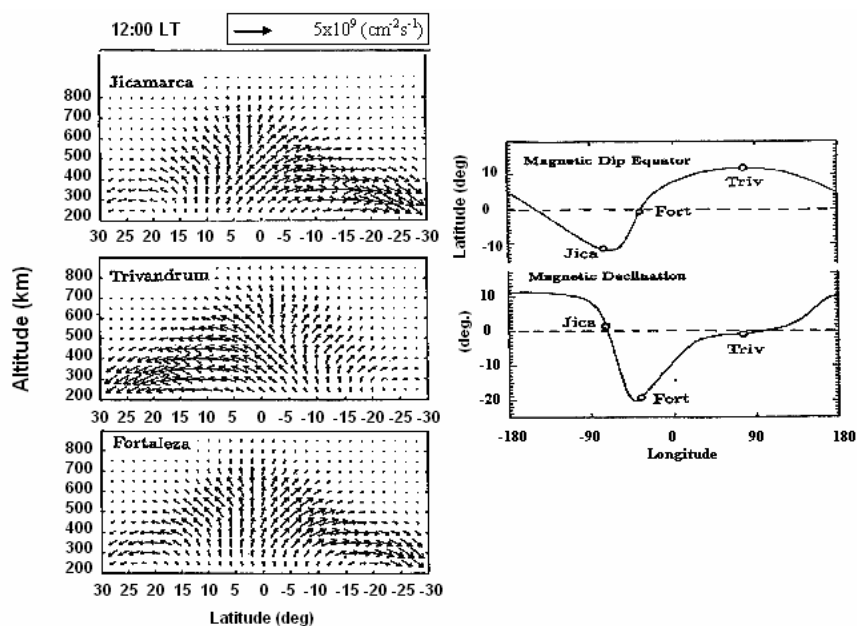 12:00 LT
5x10⁹ (cm⁻²s⁻¹)
Jicamarca
800
700
600
500
400
300
200
30 25 20 15 10 5 0 -5 -10 -15 -20 -25 -30
Trivandrum
800
700
600
500
400
300
200
30 25 20 15 10 5 0 -5 -10 -15 -20 -25 -30
Fortaleza
800
700
600
500
400
300
200
30 25 20 15 10 5 0 -5 -10 -15 -20 -25 -30
Altitude (km)
Latitude (deg)
Magnetic Dip Equator
Latitude (deg)
10
0
-10
Triv
Fort
Jica
Magnetic Declination
(deg.)
10
0
-10
-20
Jica
Triv
Fort
-180 -90 0 90 180
Longitude